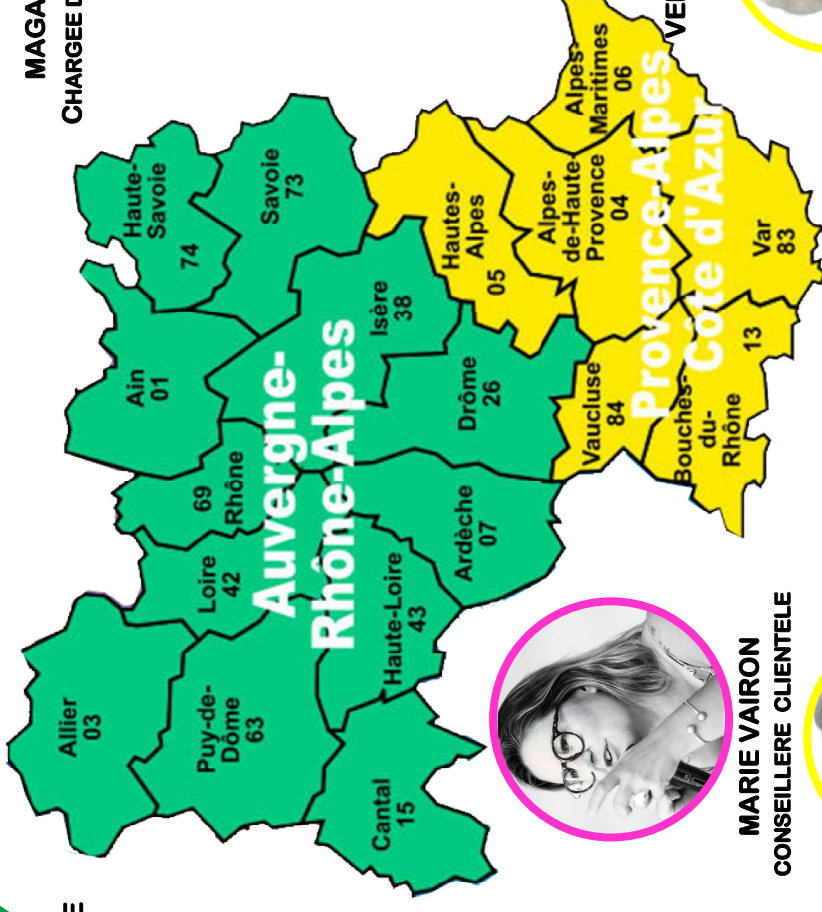 MAGA
CHARGEE D
E
Allier
03
Ain
01
Haute-
Savoie
74
69
Rhône
Loire
42
Puy-de-
Dôme
63
Savoie
73
Auvergne-
Rhône-Alpes
Isère
38
Cantal
15
Haute-Loire
43
Ardèche
07
Drôme
26
Hautes-
Alpes
05
Alpes-
de-Haute-
Provence
04
Alpes-
Maritimes
06
Vaucluse
84
Provence-Alpes
Côte d'Azur
Bouches-
du-
Rhône
13
Var
83
VE
MARIE VAIRON
CONSEILLERE CLIENTELE